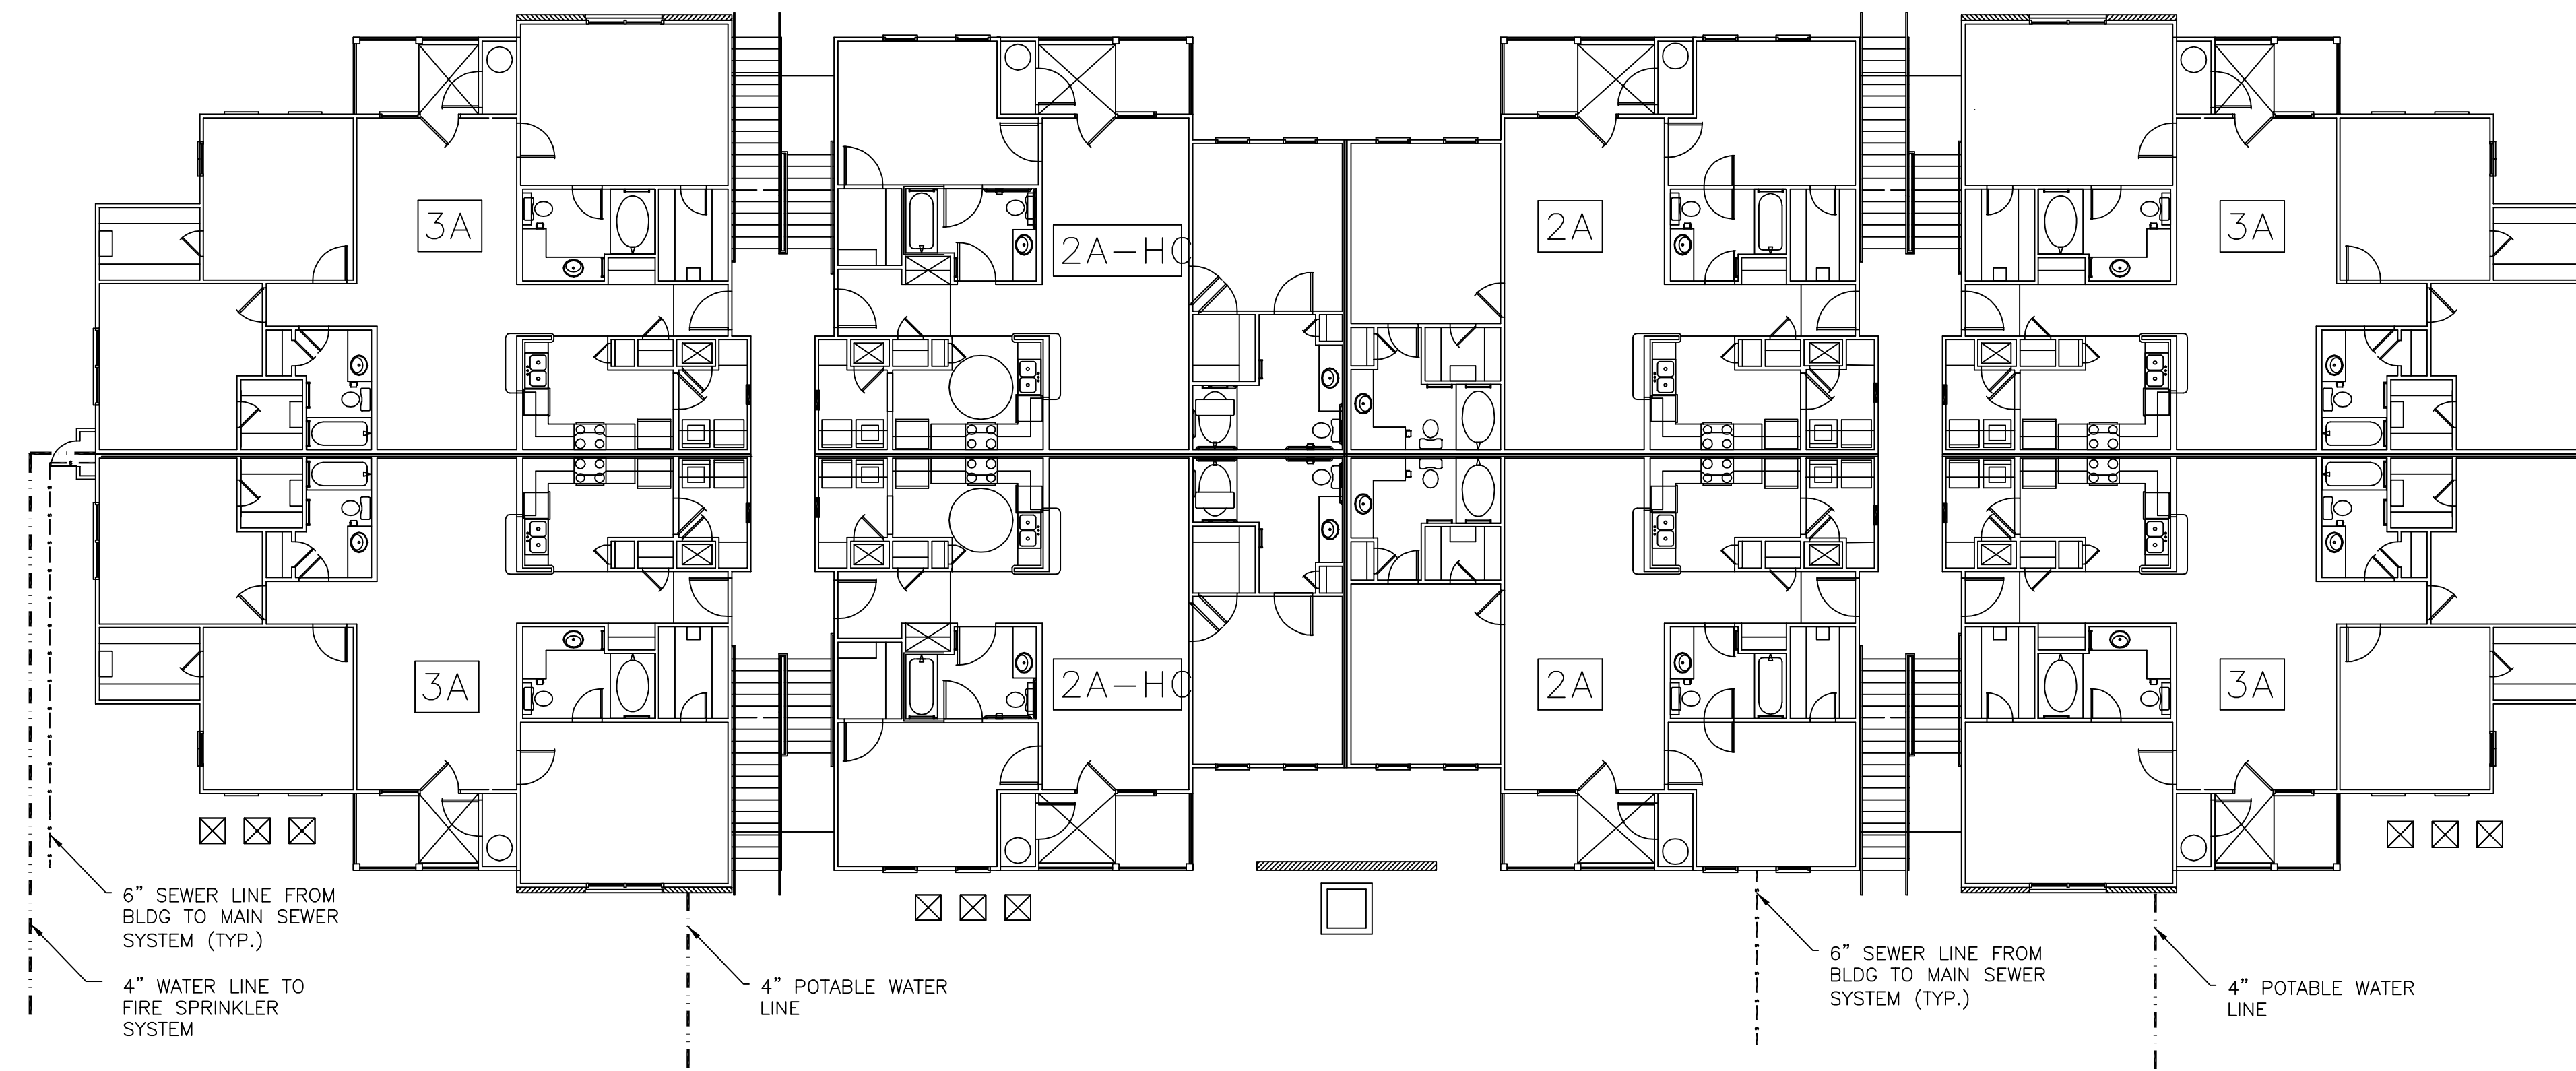 3A
2A-HC
2A
3A
3A
2A-HC
2A
3A
6” SEWER LINE FROM
BLDG TO MAIN SEWER
SYSTEM (TYP.)
4” WATER LINE TO
FIRE SPRINKLER
SYSTEM
4” POTABLE WATER
LINE
6” SEWER LINE FROM
BLDG TO MAIN SEWER
SYSTEM (TYP.)
4” POTABLE WATER
LINE